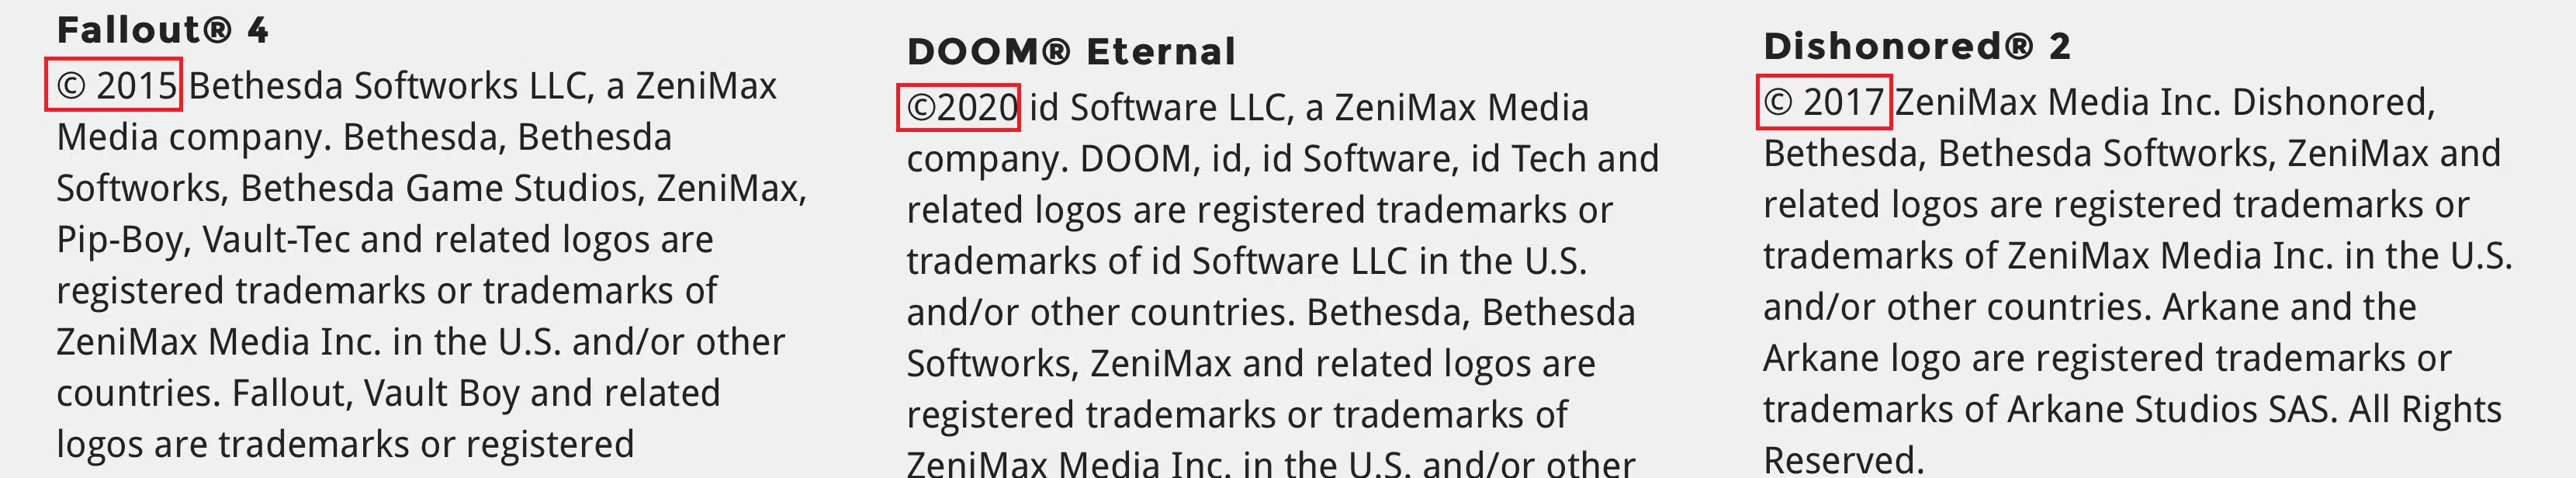 Fallout® 4
© 2015 Bethesda Softworks LLC, a ZeniMax
Media company. Bethesda, Bethesda
Softworks, Bethesda Game Studios, ZeniMax,
Pip-Boy, Vault-Tec and related logos are
registered trademarks or trademarks of
ZeniMax Media Inc. in the U.S. and/or other
countries. Fallout, Vault Boy and related
logos are trademarks or registered
DOOM® Eternal
©2020 id Software LLC, a ZeniMax Media
company. DOOM, id, id Software, id Tech and
related logos are registered trademarks or
trademarks of id Software LLC in the U.S.
and/or other countries. Bethesda, Bethesda
Softworks, ZeniMax and related logos are
registered trademarks or trademarks of
ZeniMax Media Inc. in the U.S. and/or other
Dishonored® 2
© 2017 ZeniMax Media Inc. Dishonored,
Bethesda, Bethesda Softworks, ZeniMax and
related logos are registered trademarks or
trademarks of ZeniMax Media Inc. in the U.S.
and/or other countries. Arkane and the
Arkane logo are registered trademarks or
trademarks of Arkane Studios SAS. All Rights
Reserved.